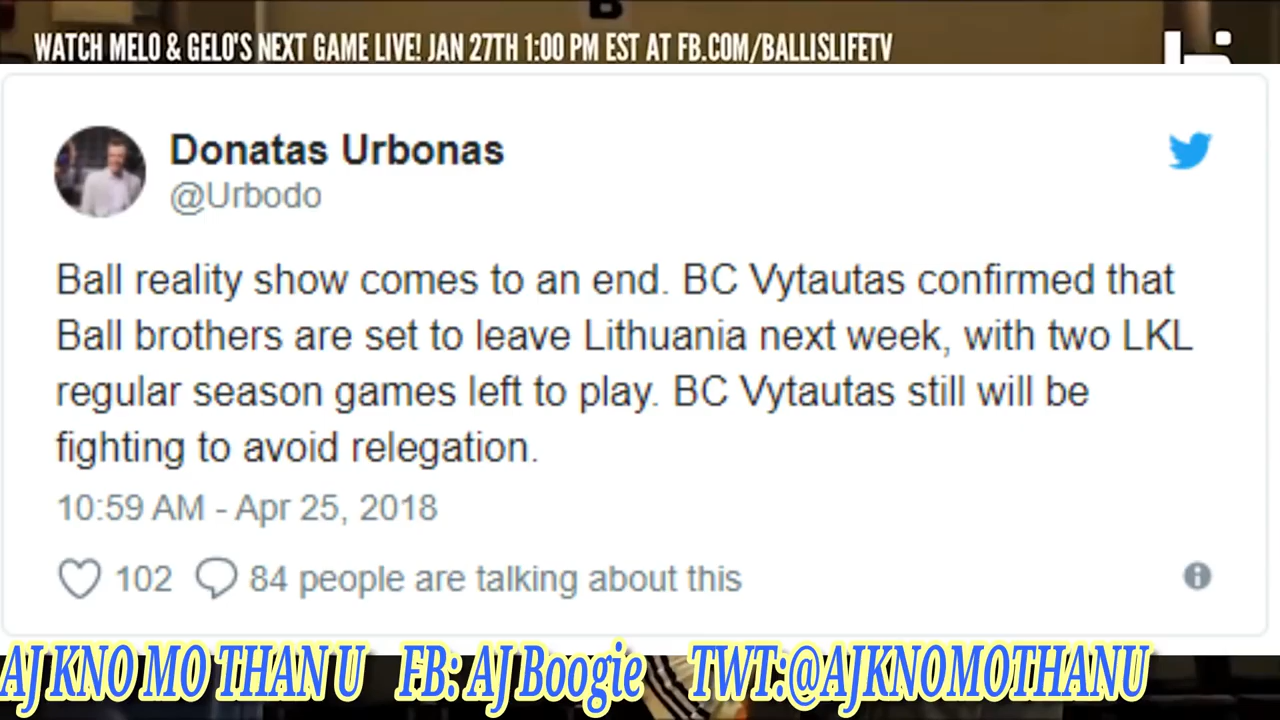 B
WATCH MELO & GELO'S NEXT GAME LIVE! JAN 27TH 1:00 PM EST AT FB.COM/BALLISLIFETV
Donatas Urbonas
@Urbodo
Ball reality show comes to an end. BC Vytautas confirmed that
Ball brothers are set to leave Lithuania next week, with two LKL
regular season games left to play. BC Vytautas still will be
fighting to avoid relegation.
10:59 AM - Apr 25, 2018
102 84 people are talking about this
AJ KNO MO THAN U FB: AJ Boogie TWT:@AJKNOMOTHANU